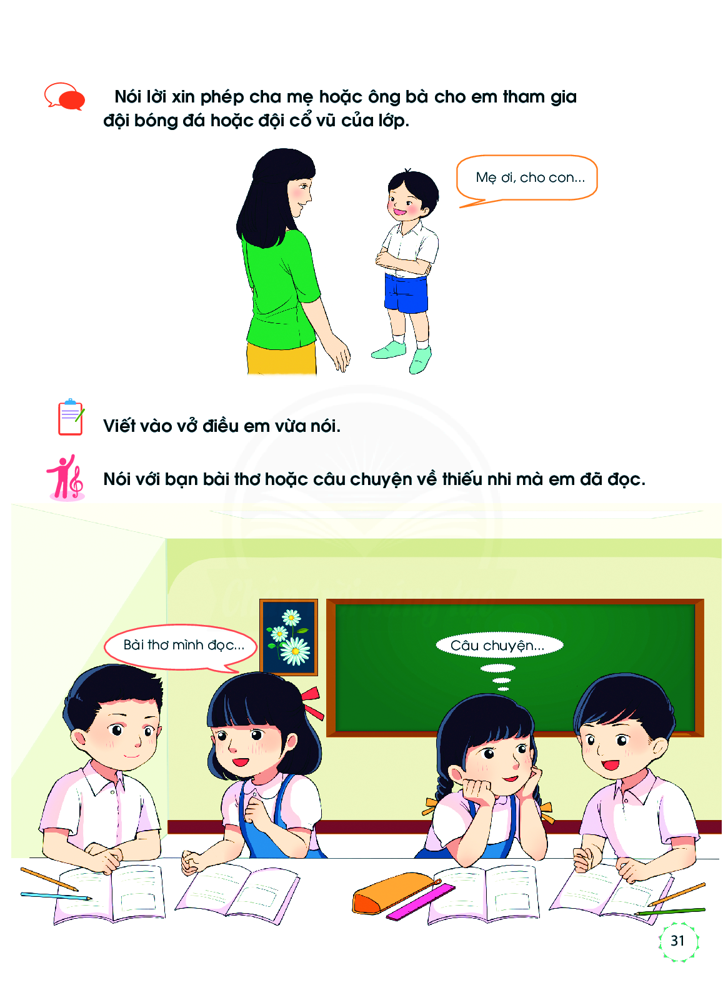 Nói lời xin phép cha mẹ hoặc ông bà cho em tham gia
đội bóng đá hoặc đội cổ vũ của lớp.
Mẹ ơi, cho con...
Viết vào vở điều em vừa nói.
Nói với bạn bài thơ hoặc câu chuyện về thiếu nhi mà em đã đọc.
Bài thơ mình đọc...
Câu chuyện...
31